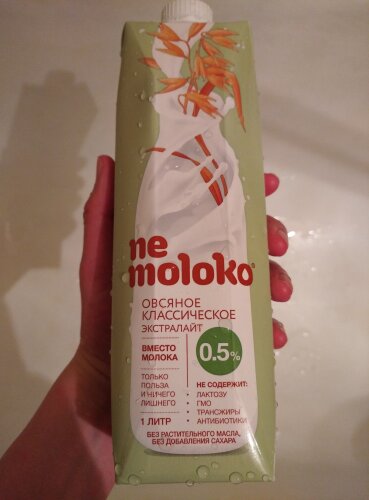 ne
moloko®
ОВСЯНОЕ
КЛАССИЧЕСКОЕ
ЭКСТРАЛАЙТ
ВМЕСТО
МОЛОКА
0.5%
ТОЛЬКО
ПОЛЬЗА
И НИЧЕГО
ЛИШНЕГО
1 ЛИТР
НЕ СОДЕРЖИТ:
• ЛАКТОЗУ
• ГМО
• ТРАНСЖИРЫ
• АНТИБИОТИКИ
БЕЗ РАСТИТЕЛЬНОГО МАСЛА,
БЕЗ ДОБАВЛЕНИЯ САХАРА